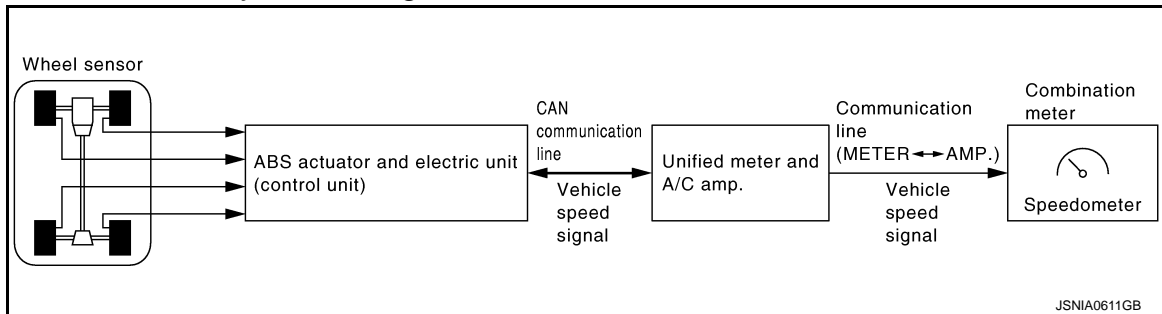 Wheel sensor
ABS actuator and electric unit
(control unit)
CAN
communication
line
Vehicle
speed
signal
Unified meter and
A/C amp.
Communication
line
(METER↔AMP.)
Vehicle
speed
signal
Combination
meter
Speedometer
JSNIA0611GB